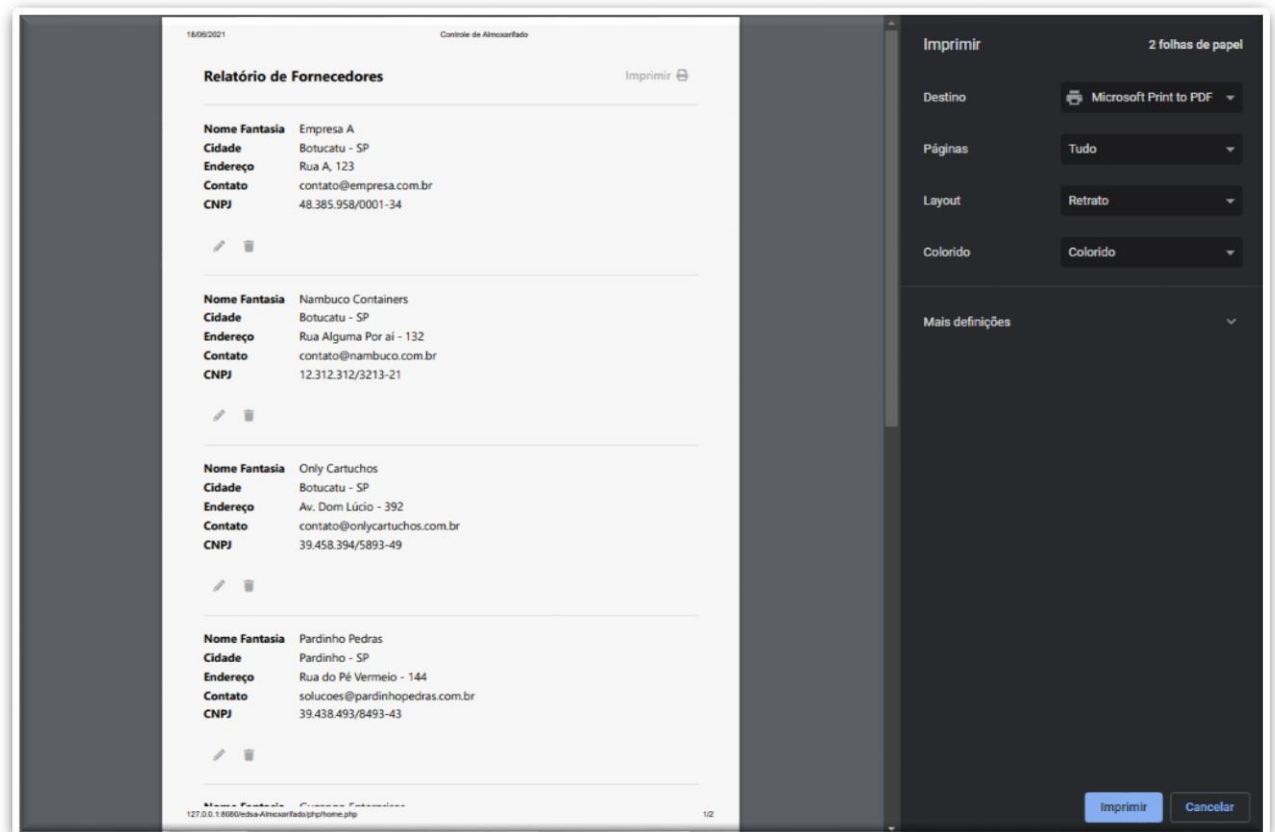 18/06/2021 Controle de Almoxarifado
Relatório de Fornecedores Imprimir
Nome Fantasia Empresa A
Cidade Botucatu - SP
Endereço Rua A, 123
Contato contato@empresa.com.br
CNPJ 48.385.958/0001-34
Nome Fantasia Nambuco Containers
Cidade Botucatu - SP
Endereço Rua Alguma Por aí - 132
Contato contato@nambuco.com.br
CNPJ 12.312.312/3213-21
Nome Fantasia Only Cartuchos
Cidade Botucatu - SP
Endereço Av. Dom Lúcio - 392
Contato contato@onlycartuchos.com.br
CNPJ 39.458.394/5893-49
Nome Fantasia Pardinho Pedras
Cidade Pardinho - SP
Endereço Rua do Pé Vermeio - 144
Contato solucoes@pardinhopedras.com.br
CNPJ 39.438.493/8493-43
Nome Fantasia
127.0.0.1:8080/edsa-Almoxarifado/php/home.php 1/2
Imprimir 2 folhas de papel
Destino Microsoft Print to PDF
Páginas Tudo
Layout Retrato
Colorido Colorido
Mais definições
Imprimir Cancelar